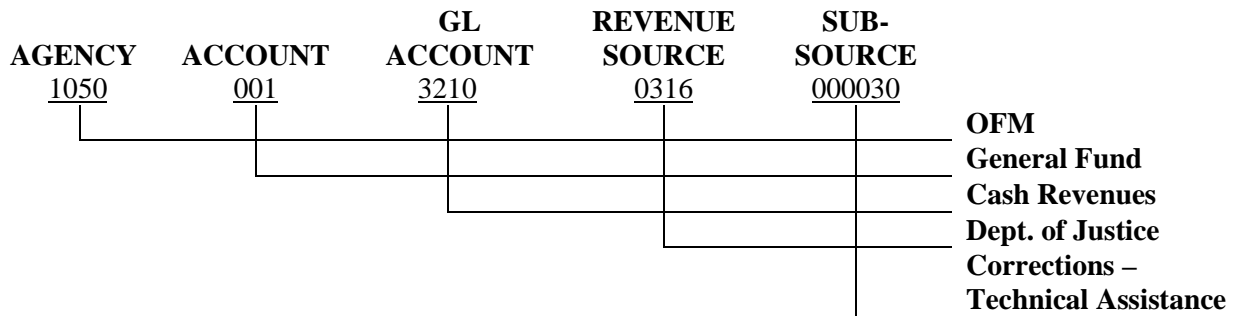 GL REVENUE SUB-
AGENCY ACCOUNT ACCOUNT SOURCE SOURCE
1050 001 3210 0316 000030
OFM
General Fund
Cash Revenues
Dept. of Justice
Corrections –
Technical Assistance